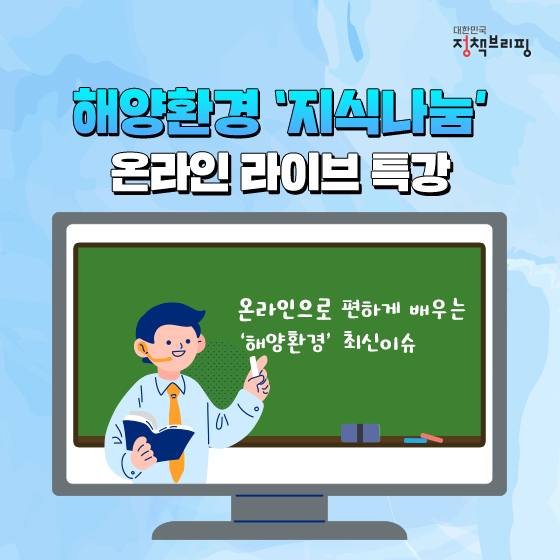 대한민국
정책브리핑
해양환경 '지식나눔'
온라인 라이브 특강
온라인으로 편하게 배우는
'해양환경' 최신이슈